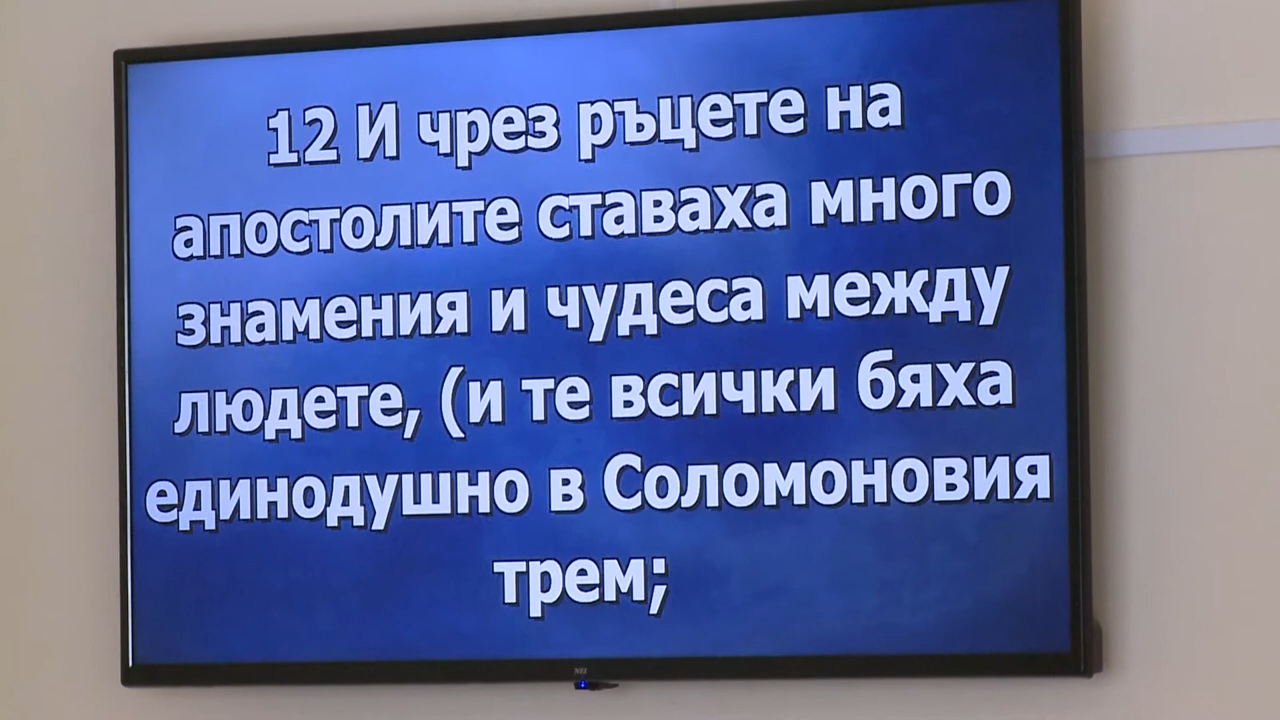 12 И чрез ръцете на
апостолите ставаха много
знамения и чудеса между
людете, (и те всички бяха
единодушно в Соломоновия
трем;